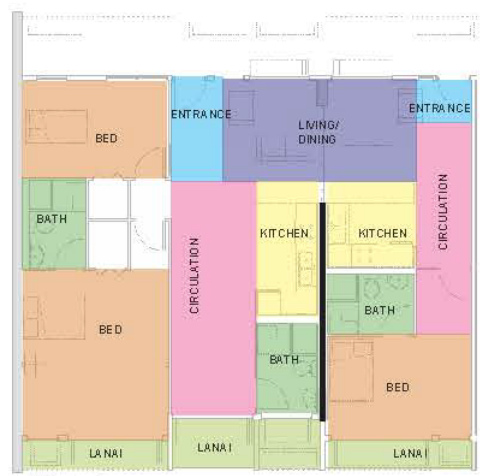 ENTRANCE
ENTRANCE
LIVING/
DINING
BED
BATH
KITCHEN
KITCHEN
CIRCULATION
CIRCULATION
BED
BATH
BATH
BED
LANAI
LANAI
LANAI